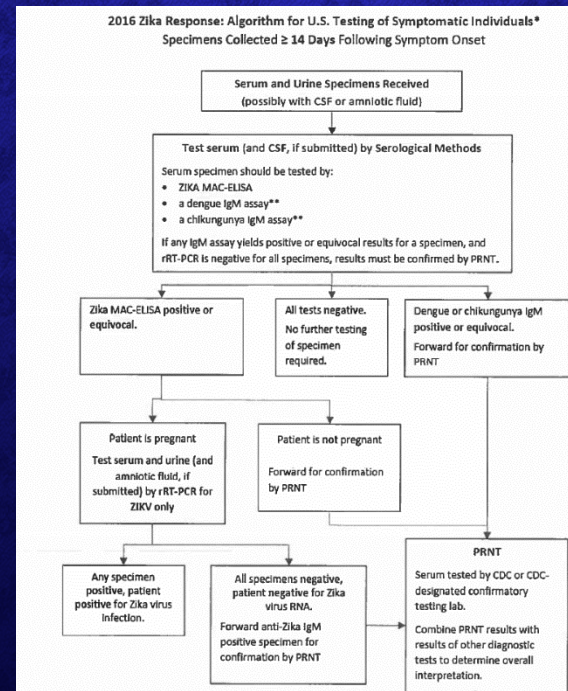 2016 Zika Response: Algorithm for U.S. Testing of Symptomatic Individuals*
Specimens Collected ≥ 14 Days Following Symptom Onset
Serum and Urine Specimens Received
(possibly with CSF or amniotic fluid)
Test serum (and CSF, if submitted) by Serological Methods
Serum specimen should be tested by:
• ZIKA MAC-ELISA
• a dengue IgM assay**
• a chikungunya IgM assay**
If any IgM assay yields positive or equivocal results for a specimen, and
rRT-PCR is negative for all specimens, results must be confirmed by PRNT.
Zika MAC-ELISA positive or
equivocal.
All tests negative.
No further testing
of specimen
required.
Dengue or chikungunya IgM
positive or equivocal.
Forward for confirmation by
PRNT
Patient is pregnant
Test serum and urine (and
amniotic fluid, if
submitted) by rRT-PCR for
ZIKV only
Patient is not pregnant
Forward for confirmation
by PRNT
Any specimen
positive, patient
positive for Zika virus
infection.
All specimens negative,
patient negative for Zika
virus RNA.
Forward anti-Zika IgM
positive specimen for
confirmation by PRNT
PRNT
Serum tested by CDC or CDC-
designated confirmatory
testing lab.
Combine PRNT results with
results of other diagnostic
tests to determine overall
interpretation.